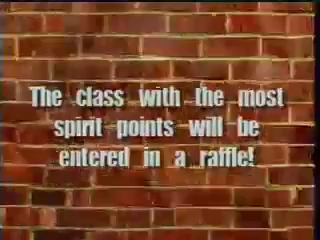 The class with the most
spirit points will be
entered in a raffle!